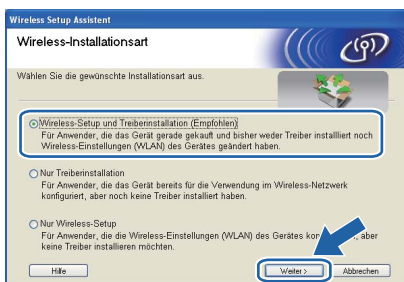 Wireless Setup Assistent
Wireless-Installationsart
Wählen Sie die gewünschte Installationsart aus.
Wireless-Setup und Treiberinstallation (Empfohlen)
Für Anwender, die das Gerät gerade gekauft und bisher weder Treiber installliert noch
Wireless-Einstellungen (WLAN) des Gerätes geändert haben.
Nur Treiberinstallation
Für Anwender, die das Gerät bereits für die Verwendung im Wireless-Netzwerk
konfiguriert, aber noch keine Treiber installiert haben.
Nur Wireless-Setup
Für Anwender, die die Wireless-Einstellungen (WLAN) des Gerätes aber
keine Treiber installieren möchten.
Hilfe
Weiter >
Abbrechen